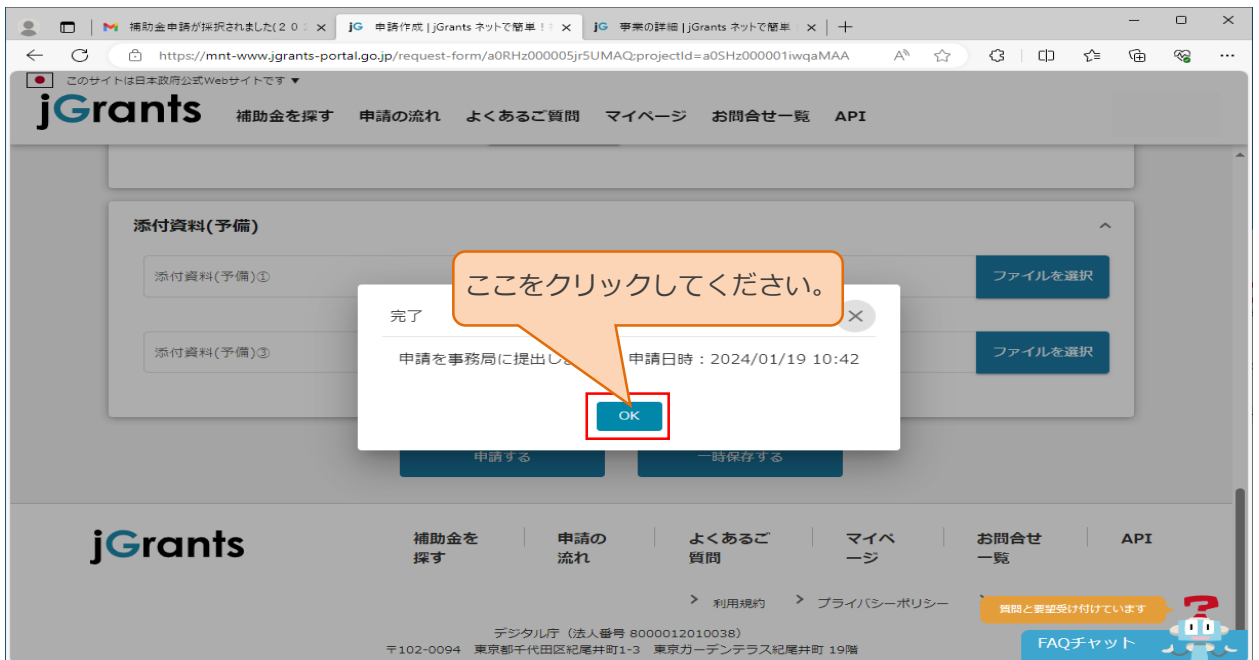 補助金申請が採択されました(２０
jG 申請作成 | jGrants ネットで簡単！
jG 事業の詳細 | jGrants ネットで簡単
https://mnt-www.jgrants-portal.go.jp/request-form/a0RHz000005jr5UMAQ;projectId=a0SHz000001iwqaMAA
このサイトは日本政府公式Webサイトです ▼
jGrants 補助金を探す 申請の流れ よくあるご質問 マイページ お問合せ一覧 API
添付資料(予備)
添付資料(予備)① ファイルを選択
ここをクリックしてください。
完了
添付資料(予備)③ ファイルを選択
申請を事務局に提出し 申請日時：2024/01/19 10:42
OK
申請する 一時保存する
jGrants
補助金を探す
申請の流れ
よくあるご質問
マイページ
お問合せ一覧
API
利用規約 プライバシーポリシー
質問と要望受け付けています
FAQチャット
デジタル庁（法人番号 8000012010038）
〒102-0094 東京都千代田区紀尾井町1-3 東京ガーデンテラス紀尾井町 19階